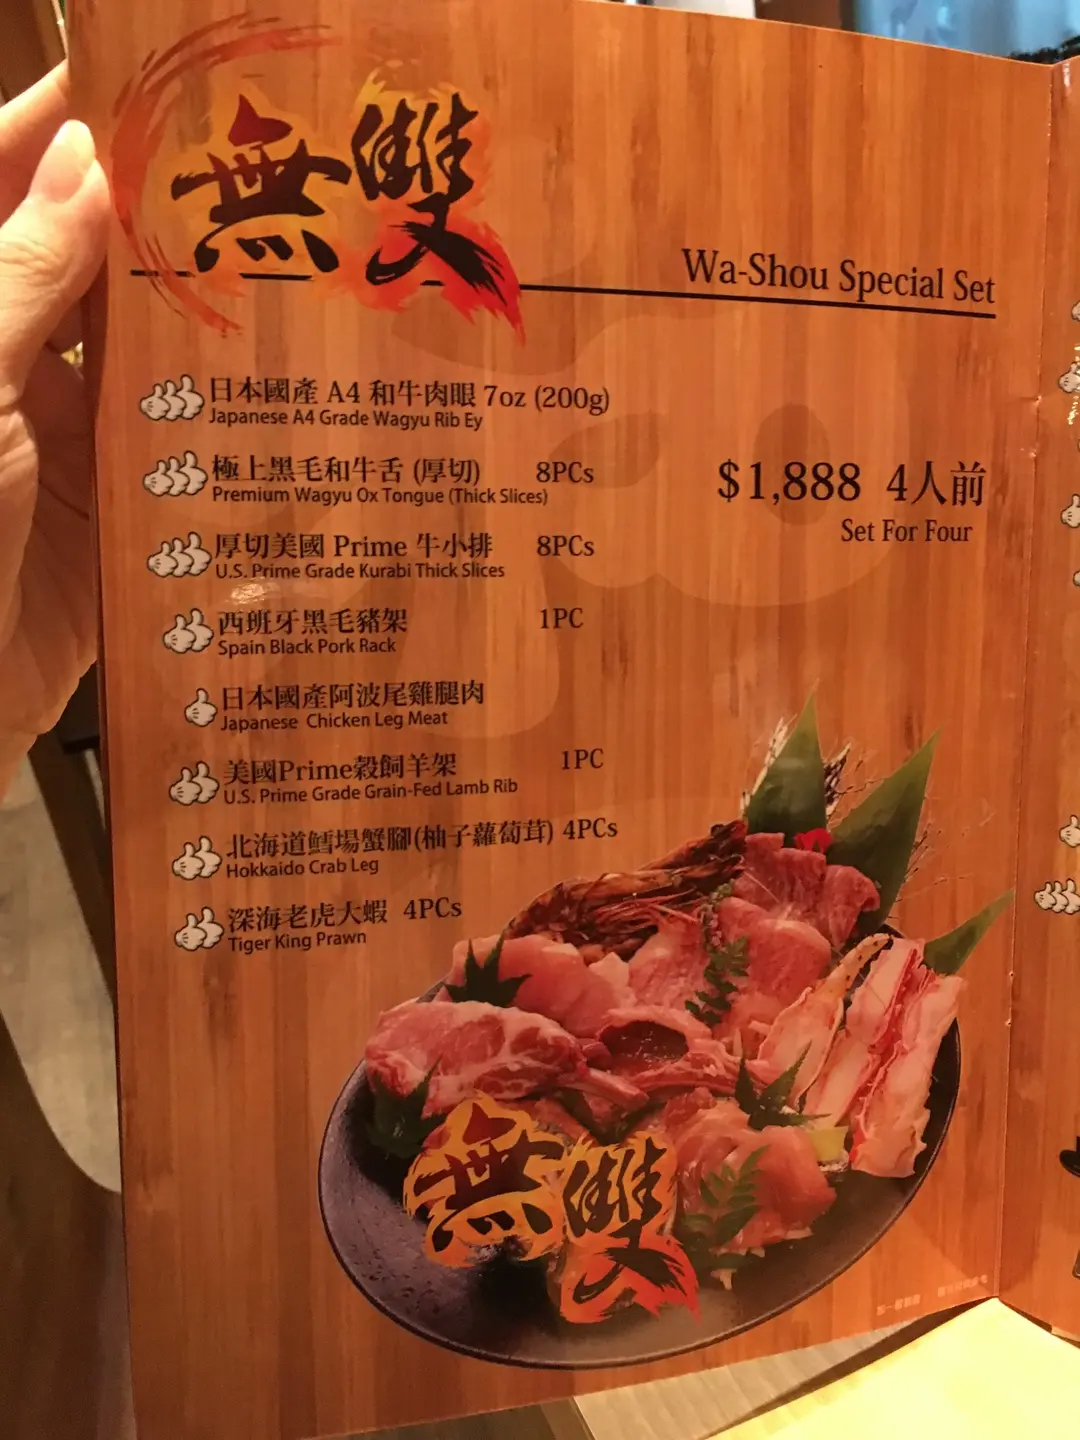 無雙
Wa-Shou Special Set
日本國產 A4 和牛肉眼 7oz (200g)
Japanese A4 Grade Wagyu Rib Ey
極上黑毛和牛舌 (厚切) 8PCs
Premium Wagyu Ox Tongue (Thick Slices)
$1,888 4人前
Set For Four
厚切美國 Prime 牛小排 8PCs
U.S. Prime Grade Kurabi Thick Slices
西班牙黑毛豬架 1PC
Spain Black Pork Rack
日本國產阿波尾雞腿肉
Japanese Chicken Leg Meat
美國Prime穀飼羊架 1PC
U.S. Prime Grade Grain-Fed Lamb Rib
北海道鱈場蟹腳(柚子蘿蔔茸) 4PCs
Hokkaido Crab Leg
深海老虎大蝦 4PCs
Tiger King Prawn
無雙